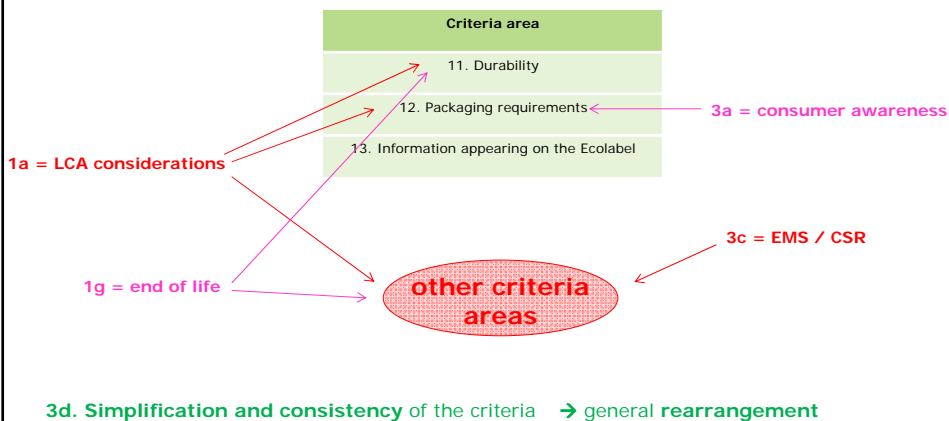 Criteria area
11. Durability
12. Packaging requirements
3a = consumer awareness
13. Information appearing on the Ecolabel
1a = LCA considerations
3c = EMS / CSR
1g = end of life
other criteria
areas
3d. Simplification and consistency of the criteria → general rearrangement